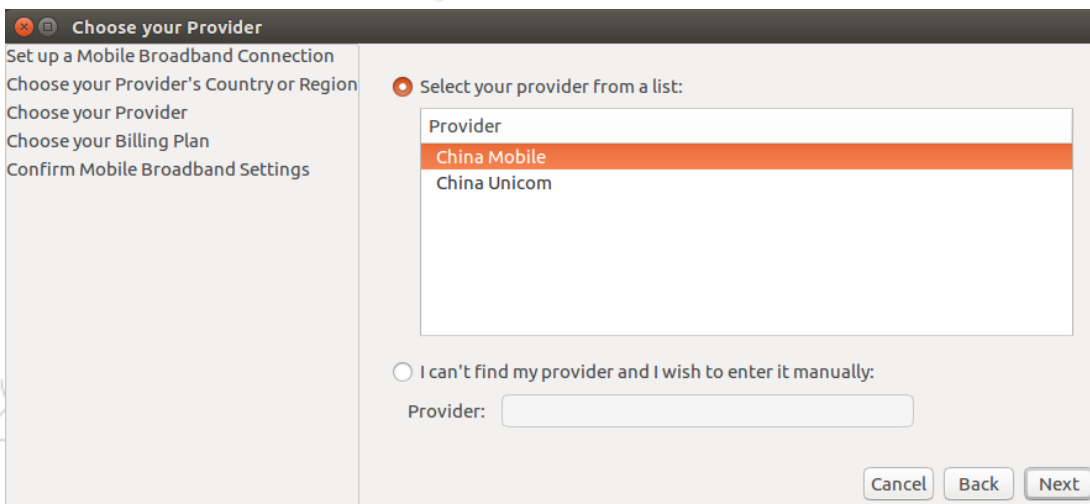 Choose your Provider
Set up a Mobile Broadband Connection
Choose your Provider's Country or Region
Choose your Provider
Choose your Billing Plan
Confirm Mobile Broadband Settings
Select your provider from a list:
Provider
China Mobile
China Unicom
I can't find my provider and I wish to enter it manually:
Provider:
Cancel Back Next